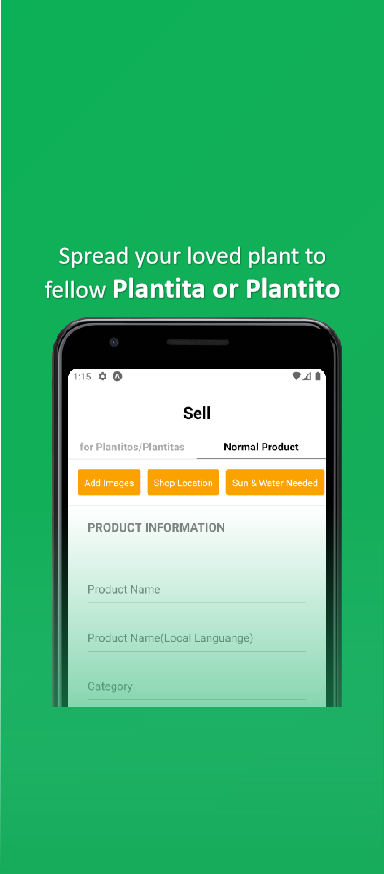 Spread your loved plant to
fellow Plantita or Plantito
1:15
Sell
for Plantitos/Plantitas Normal Product
Add Images Shop Location Sun & Water Needed
PRODUCT INFORMATION
Product Name
Product Name(Local Languange)
Category